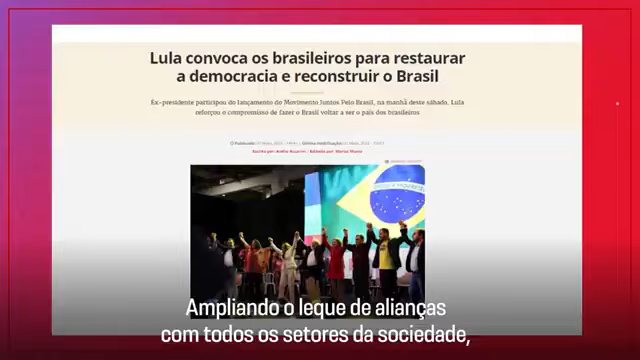 Lula convoca os brasileiros para restaurar
a democracia e reconstruir o Brasil
Ex-presidente participou do lançamento do Movimento Juntos Pelo Brasil, na manhã deste sábado. Lula
reforçou o compromisso de fazer o Brasil voltar a ser o país dos brasileiros
Ampliando o leque de alianças
com todos os setores da sociedade,